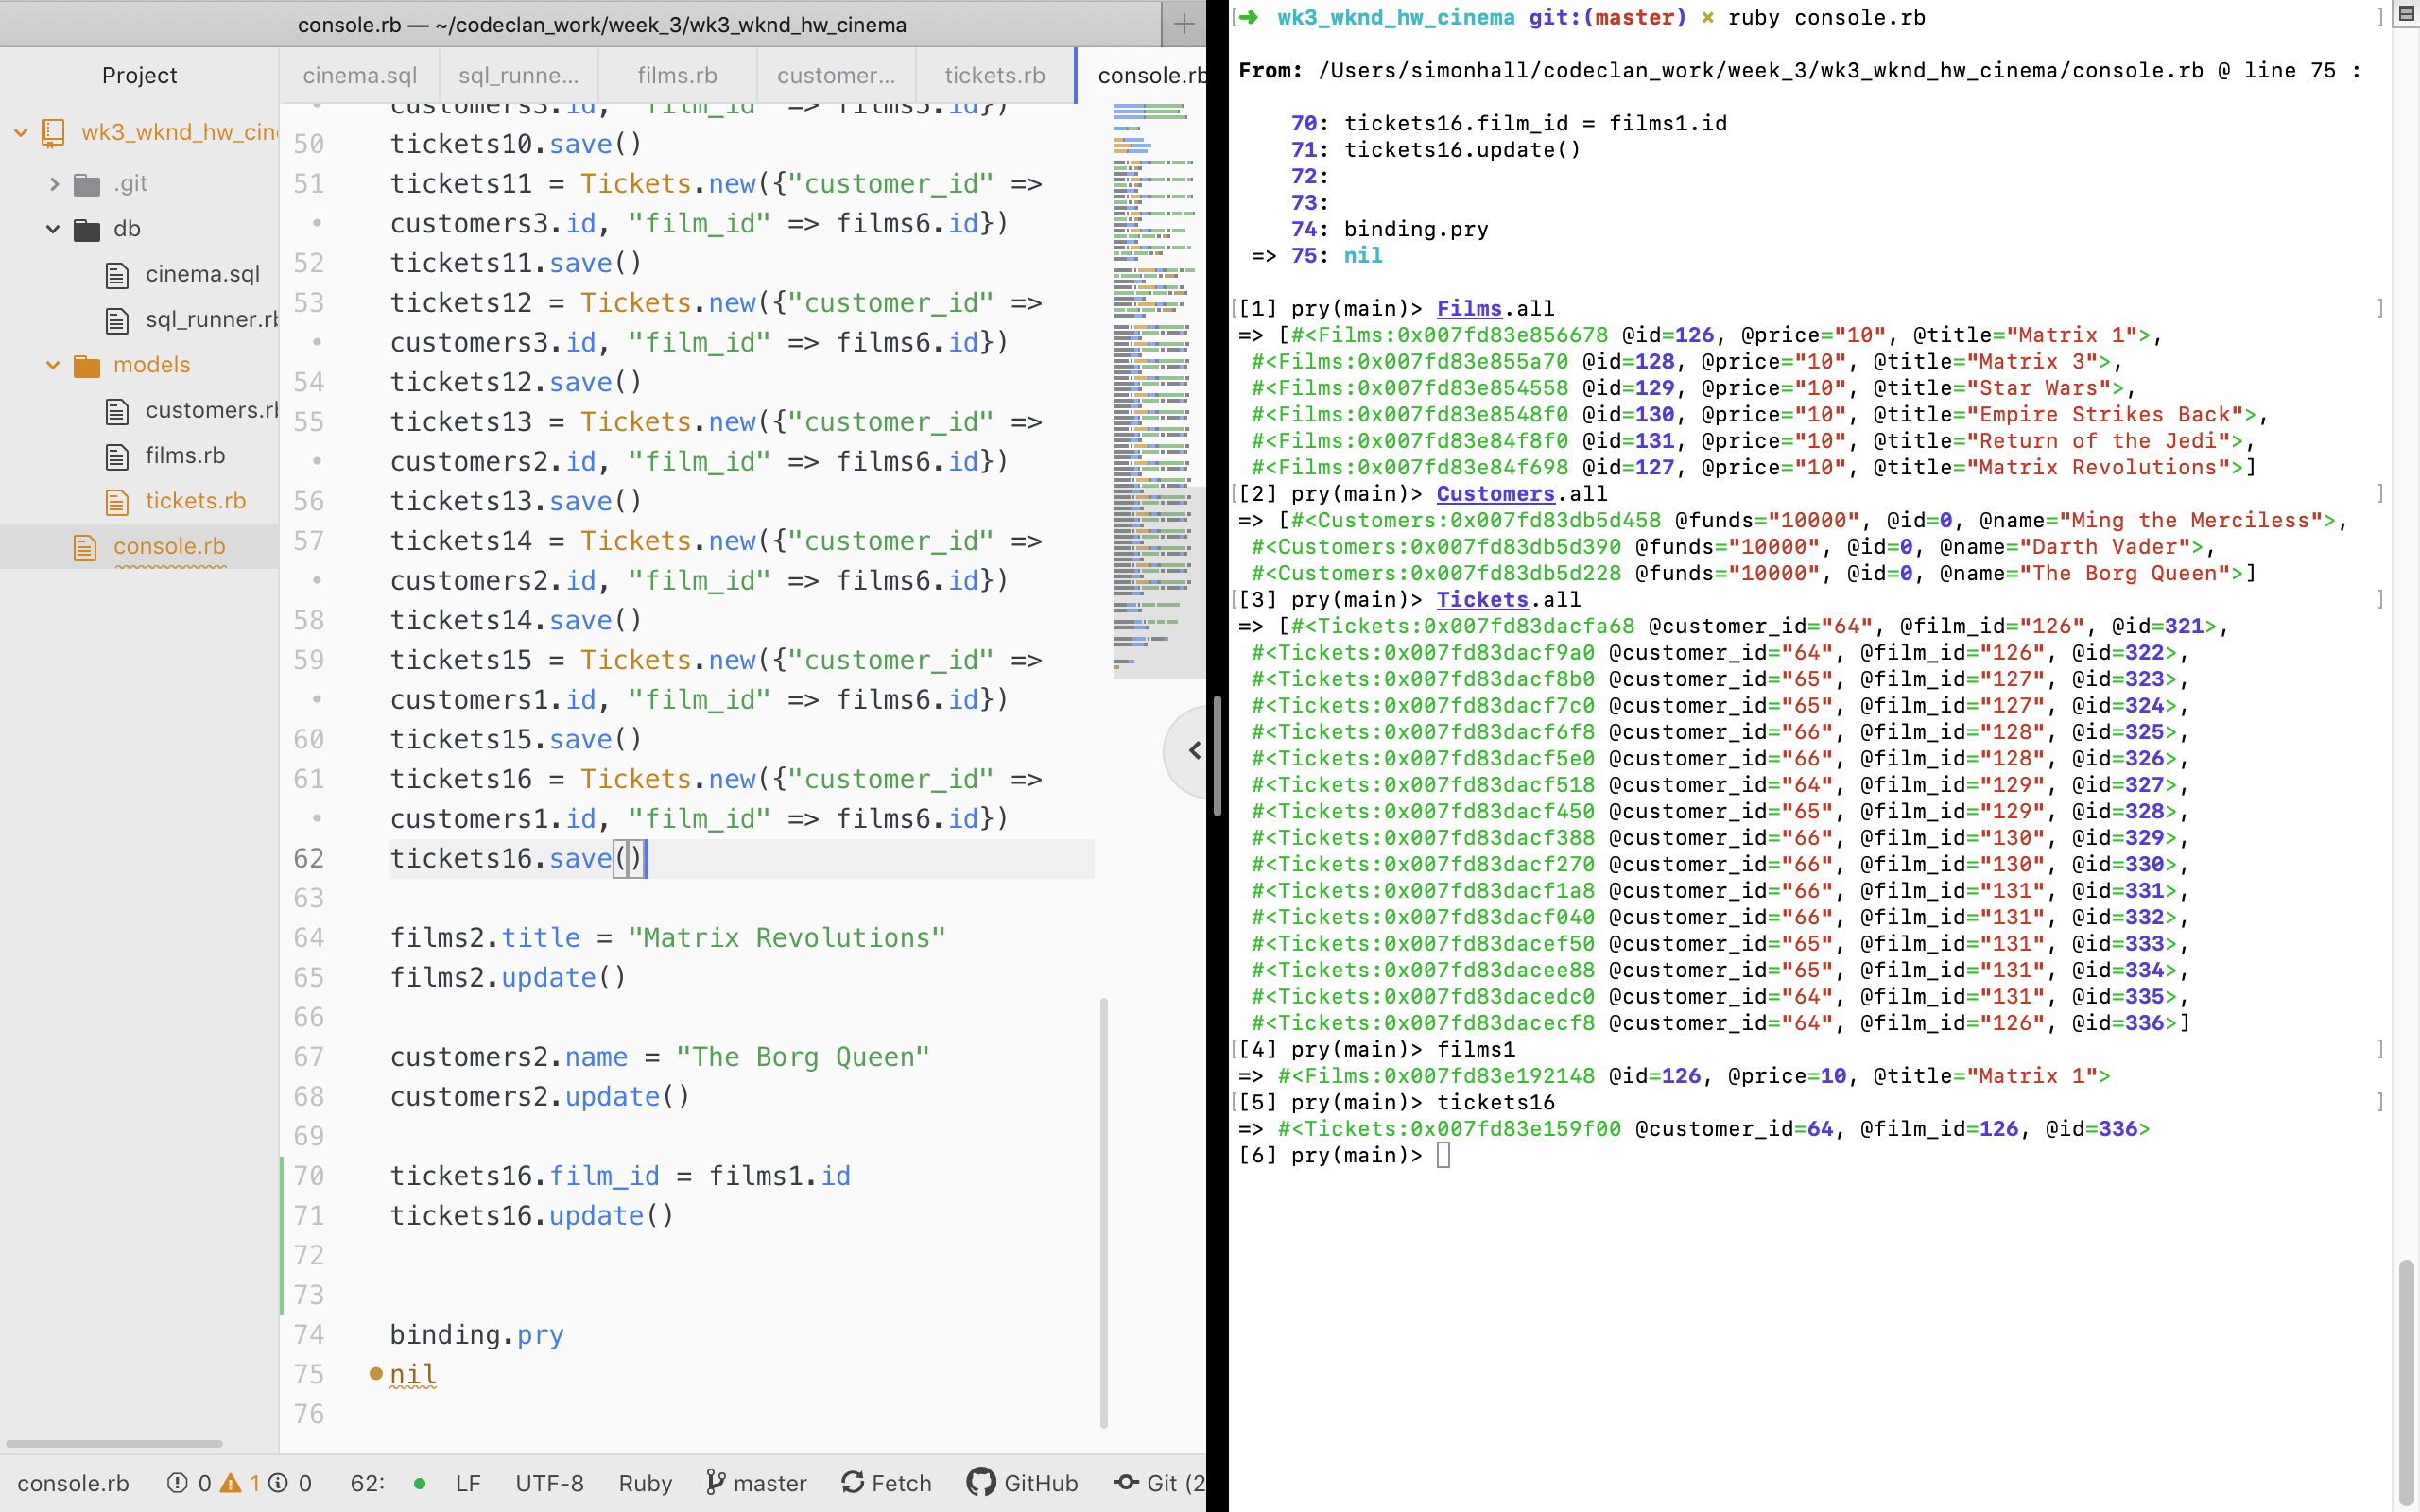 console.rb — ~/codeclan_work/week_3/wk3_wknd_hw_cinema
Project
wk3_wknd_hw_cin
.git
db
cinema.sql
sql_runner.rb
models
customers.rb
films.rb
tickets.rb
console.rb
cinema.sql sql_runne... films.rb customer... tickets.rb console.rb
customers3.id, "film_id" => films5.id})
50 tickets10.save()
51 tickets11 = Tickets.new({"customer_id" =>
• customers3.id, "film_id" => films6.id})
52 tickets11.save()
53 tickets12 = Tickets.new({"customer_id" =>
• customers3.id, "film_id" => films6.id})
54 tickets12.save()
55 tickets13 = Tickets.new({"customer_id" =>
• customers2.id, "film_id" => films6.id})
56 tickets13.save()
57 tickets14 = Tickets.new({"customer_id" =>
• customers2.id, "film_id" => films6.id})
58 tickets14.save()
59 tickets15 = Tickets.new({"customer_id" =>
• customers1.id, "film_id" => films6.id})
60 tickets15.save()
61 tickets16 = Tickets.new({"customer_id" =>
• customers1.id, "film_id" => films6.id})
62 tickets16.save()
63
64 films2.title = "Matrix Revolutions"
65 films2.update()
66
67 customers2.name = "The Borg Queen"
68 customers2.update()
69
70 tickets16.film_id = films1.id
71 tickets16.update()
72
73
74 binding.pry
75 nil
76
console.rb 0 1 0 62: LF UTF-8 Ruby master Fetch GitHub Git (2
[➜ wk3_wknd_hw_cinema git:(master) × ruby console.rb ]
From: /Users/simonhall/codeclan_work/week_3/wk3_wknd_hw_cinema/console.rb @ line 75 :
70: tickets16.film_id = films1.id
71: tickets16.update()
72:
73:
74: binding.pry
=> 75: nil
[[1] pry(main)> Films.all ]
=> [#<Films:0x007fd83e856678 @id=126, @price="10", @title="Matrix 1">,
#<Films:0x007fd83e855a70 @id=128, @price="10", @title="Matrix 3">,
#<Films:0x007fd83e854558 @id=129, @price="10", @title="Star Wars">,
#<Films:0x007fd83e8548f0 @id=130, @price="10", @title="Empire Strikes Back">,
#<Films:0x007fd83e84f8f0 @id=131, @price="10", @title="Return of the Jedi">,
#<Films:0x007fd83e84f698 @id=127, @price="10", @title="Matrix Revolutions">]
[[2] pry(main)> Customers.all ]
=> [#<Customers:0x007fd83db5d458 @funds="10000", @id=0, @name="Ming the Merciless">,
#<Customers:0x007fd83db5d390 @funds="10000", @id=0, @name="Darth Vader">,
#<Customers:0x007fd83db5d228 @funds="10000", @id=0, @name="The Borg Queen">]
[[3] pry(main)> Tickets.all ]
=> [#<Tickets:0x007fd83dacfa68 @customer_id="64", @film_id="126", @id=321>,
#<Tickets:0x007fd83dacf9a0 @customer_id="64", @film_id="126", @id=322>,
#<Tickets:0x007fd83dacf8b0 @customer_id="65", @film_id="127", @id=323>,
#<Tickets:0x007fd83dacf7c0 @customer_id="65", @film_id="127", @id=324>,
#<Tickets:0x007fd83dacf6f8 @customer_id="66", @film_id="128", @id=325>,
#<Tickets:0x007fd83dacf5e0 @customer_id="66", @film_id="128", @id=326>,
#<Tickets:0x007fd83dacf518 @customer_id="64", @film_id="129", @id=327>,
#<Tickets:0x007fd83dacf450 @customer_id="65", @film_id="129", @id=328>,
#<Tickets:0x007fd83dacf388 @customer_id="66", @film_id="130", @id=329>,
#<Tickets:0x007fd83dacf270 @customer_id="66", @film_id="130", @id=330>,
#<Tickets:0x007fd83dacf1a8 @customer_id="66", @film_id="131", @id=331>,
#<Tickets:0x007fd83dacf040 @customer_id="66", @film_id="131", @id=332>,
#<Tickets:0x007fd83dacef50 @customer_id="65", @film_id="131", @id=333>,
#<Tickets:0x007fd83dacee88 @customer_id="65", @film_id="131", @id=334>,
#<Tickets:0x007fd83dacedc0 @customer_id="64", @film_id="131", @id=335>,
#<Tickets:0x007fd83dacecf8 @customer_id="64", @film_id="126", @id=336>]
[[4] pry(main)> films1 ]
=> #<Films:0x007fd83e192148 @id=126, @price=10, @title="Matrix 1">
[[5] pry(main)> tickets16 ]
=> #<Tickets:0x007fd83e159f00 @customer_id=64, @film_id=126, @id=336>
[6] pry(main)>